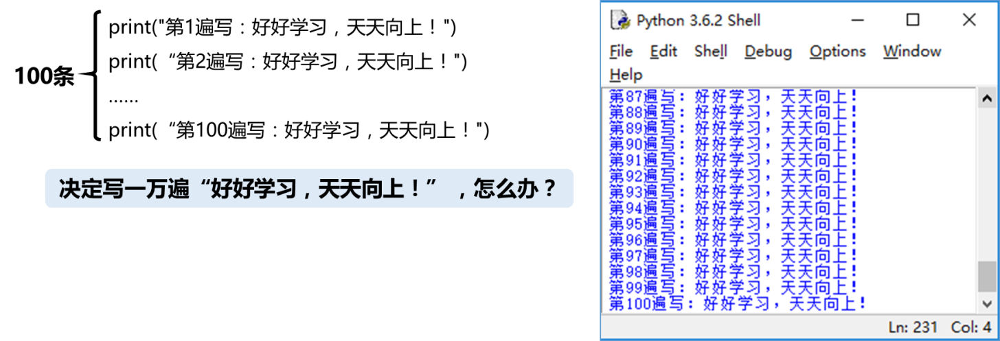 print("第1遍写：好好学习，天天向上！")
print(“第2遍写：好好学习，天天向上！")
100条
......
print(“第100遍写：好好学习，天天向上！")
决定写一万遍“好好学习，天天向上！”，怎么办？
Python 3.6.2 Shell
File Edit Shell Debug Options Window
Help
第87遍写：好好学习，天天向上！
第88遍写：好好学习，天天向上！
第89遍写：好好学习，天天向上！
第90遍写：好好学习，天天向上！
第91遍写：好好学习，天天向上！
第92遍写：好好学习，天天向上！
第93遍写：好好学习，天天向上！
第94遍写：好好学习，天天向上！
第95遍写：好好学习，天天向上！
第96遍写：好好学习，天天向上！
第97遍写：好好学习，天天向上！
第98遍写：好好学习，天天向上！
第99遍写：好好学习，天天向上！
第100遍写：好好学习，天天向上！
Ln: 231 Col: 4